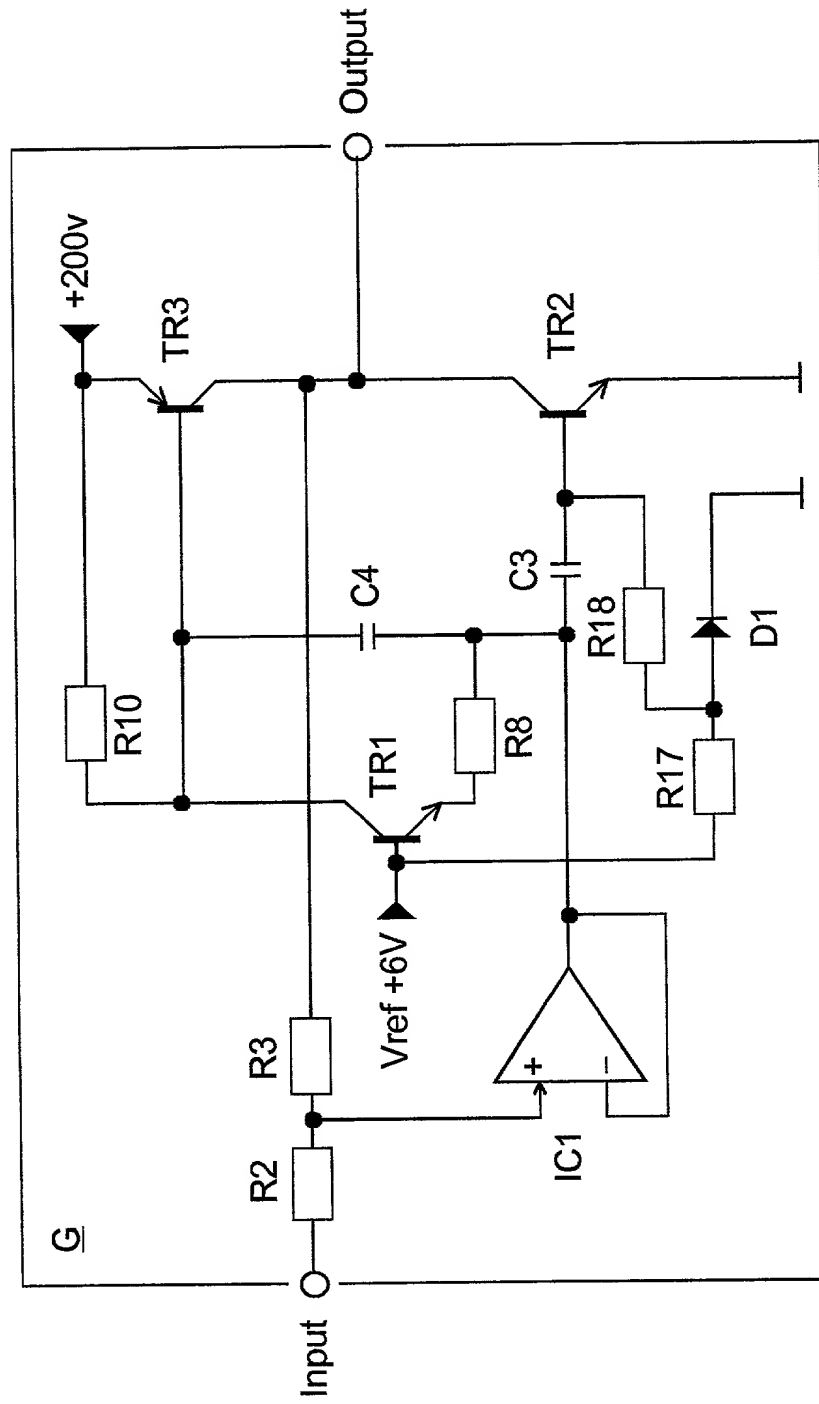 G
+200v
TR3
Output
R10
C4
TR1
R8
R3
R2
Input
Vref +6V
C3
TR2
R18
D1
R17
+
−
IC1